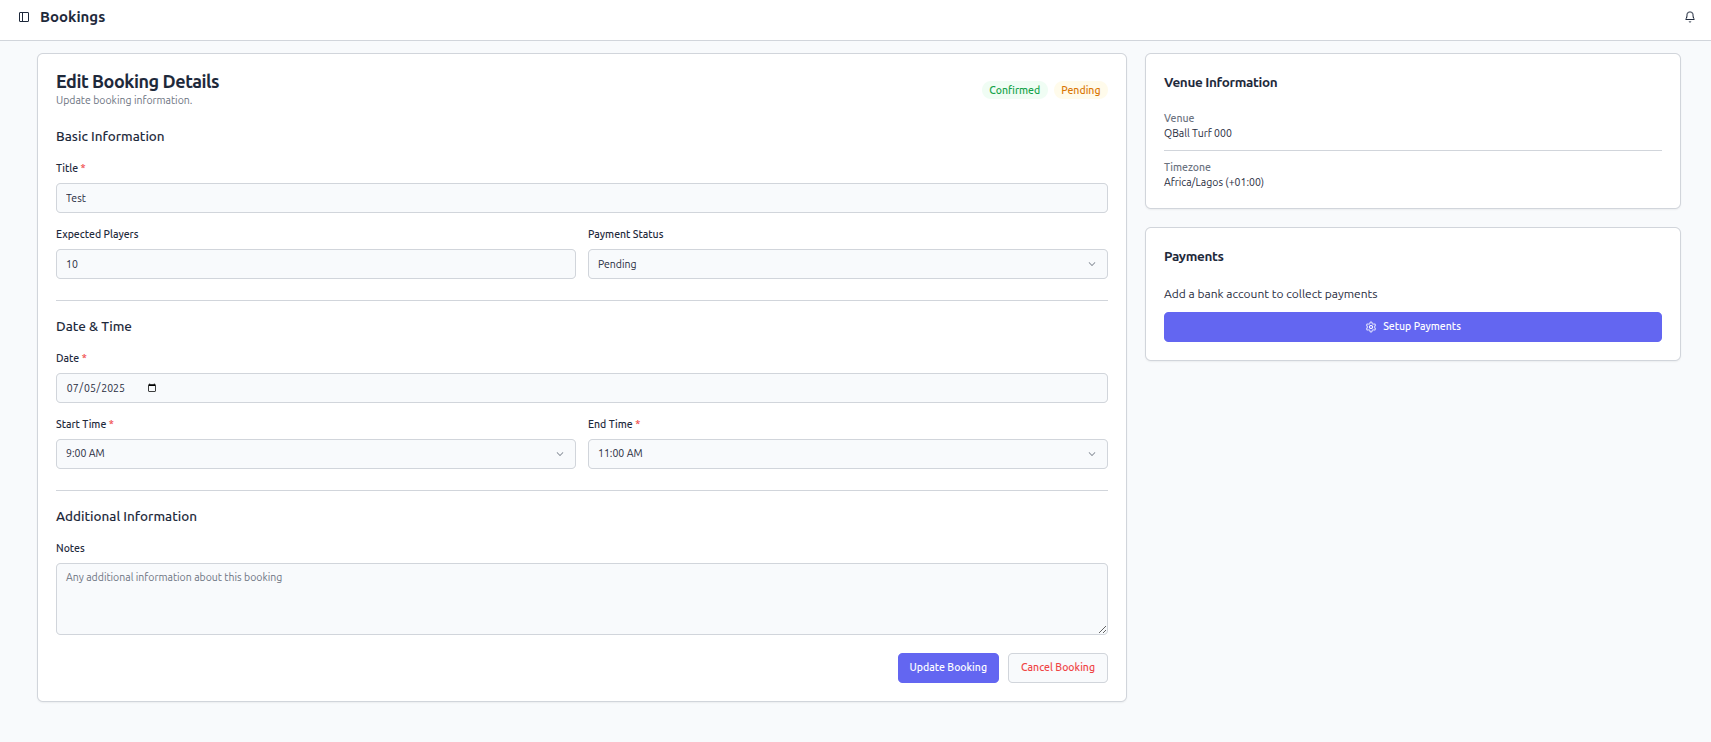 Bookings
Edit Booking Details
Update booking information.
Confirmed Pending
Basic Information
Title *
Test
Expected Players Payment Status
10 Pending
Date & Time
Date *
07/05/2025
Start Time * End Time *
9:00 AM 11:00 AM
Additional Information
Notes
Any additional information about this booking
Update Booking Cancel Booking
Venue Information
Venue
QBall Turf 000
Timezone
Africa/Lagos (+01:00)
Payments
Add a bank account to collect payments
Setup Payments